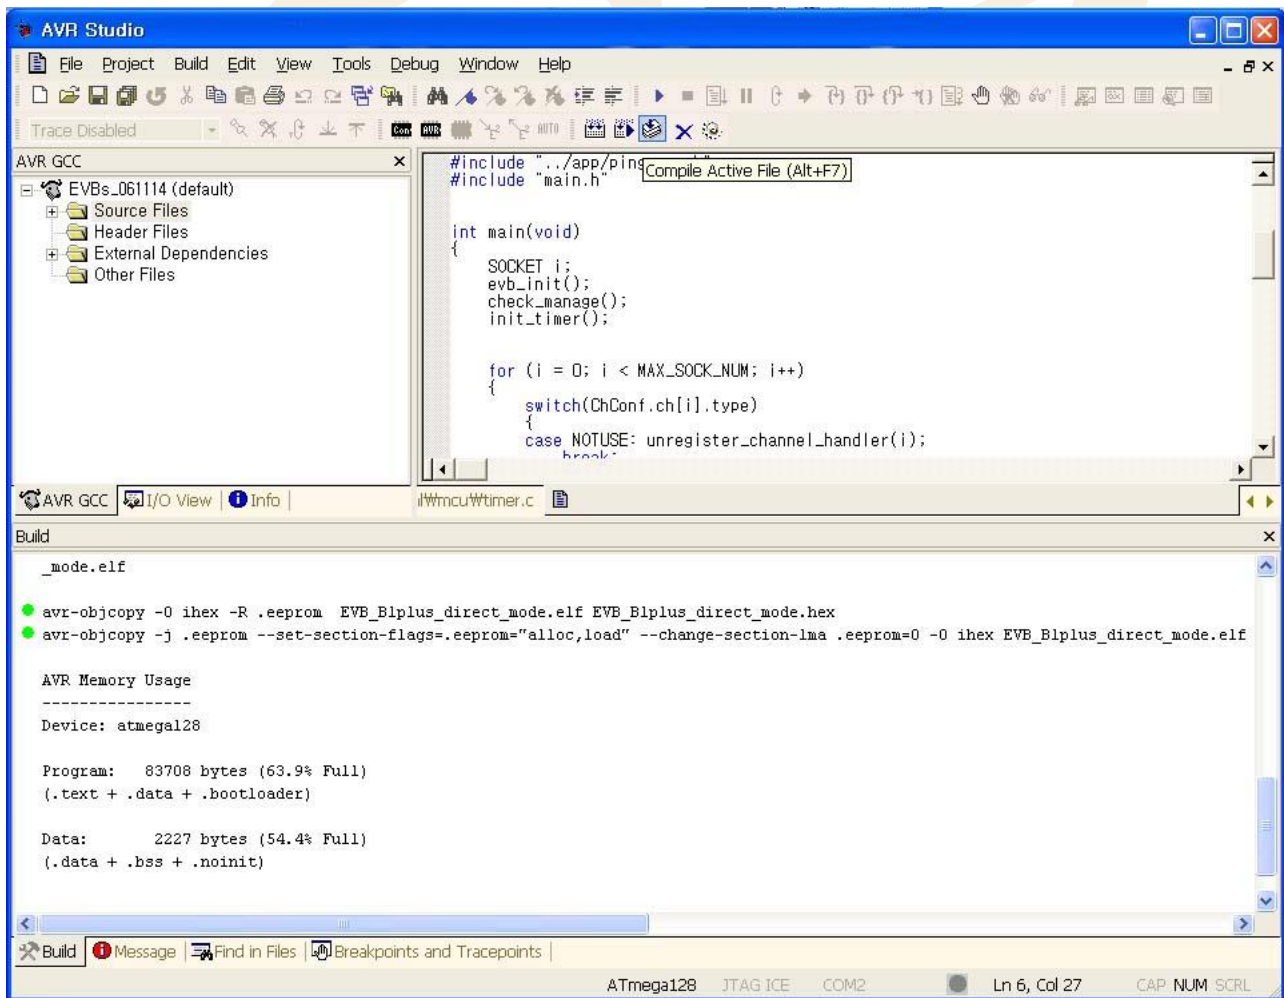 AVR Studio
File Project Build Edit View Tools Debug Window Help
Trace Disabled
Con AVR AUTO
AVR GCC
EVBs_061114 (default)
Source Files
Header Files
External Dependencies
Other Files
#include "../app/ping
Compile Active File (Alt+F7)
#include "main.h"
int main(void)
{
SOCKET i;
evb_init();
check_manage();
init_timer();
for (i = 0; i < MAX_SOCK_NUM; i++)
{
switch(ChConf.ch[i].type)
{
case NOTUSE: unregister_channel_handler(i);
break;
AVR GCC I/O View Info
l₩mcu₩timer.c
Build
_mode.elf
avr-objcopy -O ihex -R .eeprom  EVB_B1plus_direct_mode.elf EVB_B1plus_direct_mode.hex
avr-objcopy -j .eeprom --set-section-flags=.eeprom="alloc,load" --change-section-lma .eeprom=0 -O ihex EVB_B1plus_direct_mode.elf
AVR Memory Usage
----------------
Device: atmega128
Program:   83708 bytes (63.9% Full)
(.text + .data + .bootloader)
Data:       2227 bytes (54.4% Full)
(.data + .bss + .noinit)
Build Message Find in Files Breakpoints and Tracepoints
ATmega128 JTAG ICE COM2 Ln 6, Col 27 CAP NUM SCRL